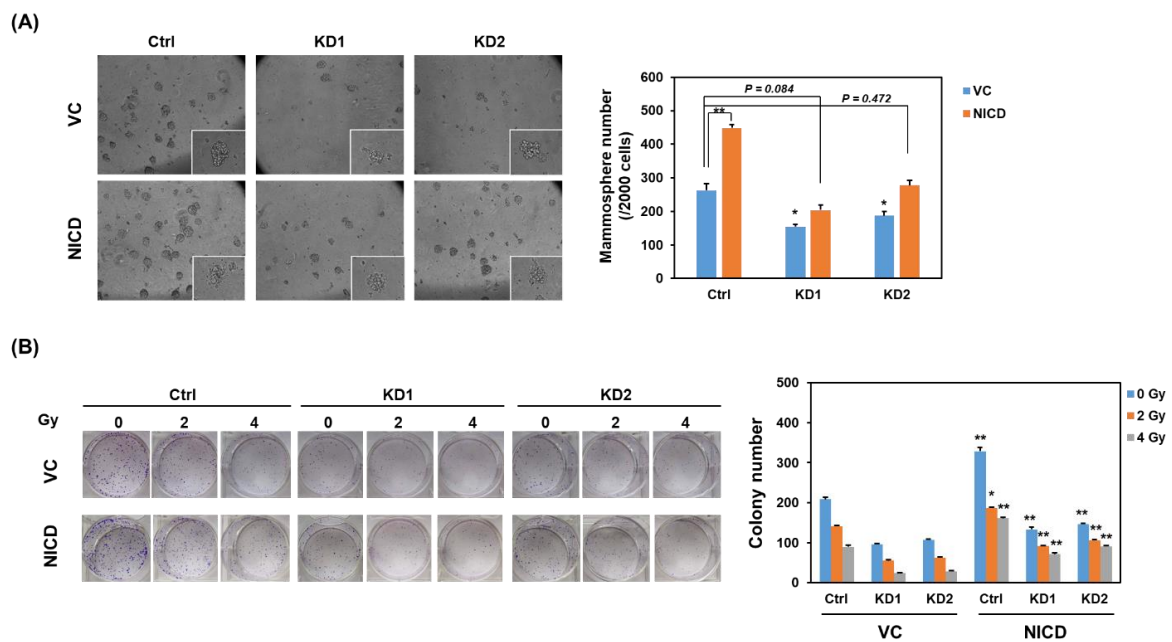 (A)
Ctrl KD1 KD2
VC
NICD
Mammosphere number
(/2000 cells)
600
500
400
300
200
100
0
P = 0.084
P = 0.472
**
* *
Ctrl KD1 KD2
VC
NICD
(B)
Ctrl KD1 KD2
Gy 0 2 4 0 2 4 0 2 4
VC
NICD
Colony number
500
400
300
200
100
0
** * ** ** ** ** ** ** **
Ctrl KD1 KD2 Ctrl KD1 KD2
VC NICD
0 Gy
2 Gy
4 Gy